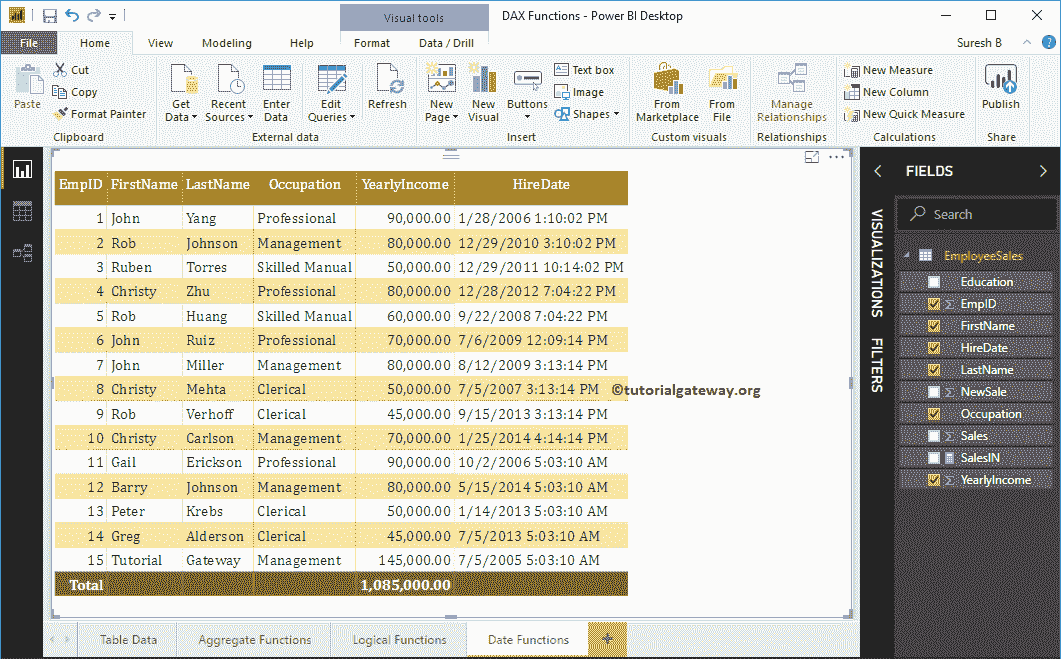 Visual tools
DAX Functions - Power BI Desktop
File Home View Modeling Help Format Data / Drill Suresh B ?
Paste
Cut
Copy
Format Painter
Clipboard
Get
Data
Recent
Sources
Enter
Data
Edit
Queries
External data
Refresh
New
Page
New
Visual
Buttons
Text box
Image
Shapes
Insert
From
Marketplace
From
File
Custom visuals
Manage
Relationships
Relationships
New Measure
New Column
New Quick Measure
Calculations
Publish
Share
EmpID FirstName LastName Occupation YearlyIncome HireDate
1 John Yang Professional 90,000.00 1/28/2006 1:10:02 PM
2 Rob Johnson Management 80,000.00 12/29/2010 3:10:02 PM
3 Ruben Torres Skilled Manual 50,000.00 12/29/2011 10:14:02 PM
4 Christy Zhu Professional 80,000.00 12/28/2012 7:04:22 PM
5 Rob Huang Skilled Manual 60,000.00 9/22/2008 7:04:22 PM
6 John Ruiz Professional 70,000.00 7/6/2009 12:09:14 PM
7 John Miller Management 80,000.00 8/12/2009 3:13:14 PM
8 Christy Mehta Clerical 50,000.00 7/5/2007 3:13:14 PM
©tutorialgateway.org
9 Rob Verhoff Clerical 45,000.00 9/15/2013 3:13:14 PM
10 Christy Carlson Management 70,000.00 1/25/2014 4:14:14 PM
11 Gail Erickson Professional 90,000.00 10/2/2006 5:03:10 AM
12 Barry Johnson Management 80,000.00 5/15/2014 5:03:10 AM
13 Peter Krebs Clerical 50,000.00 1/14/2013 5:03:10 AM
14 Greg Alderson Clerical 45,000.00 7/5/2013 5:03:10 AM
15 Tutorial Gateway Management 145,000.00 7/5/2005 5:03:10 AM
Total 1,085,000.00
VISUALIZATIONS
FILTERS
FIELDS
Search
EmployeeSales
Education
Σ EmpID
FirstName
HireDate
LastName
Σ NewSale
Occupation
Σ Sales
SalesIN
Σ YearlyIncome
Table Data Aggregate Functions Logical Functions Date Functions +